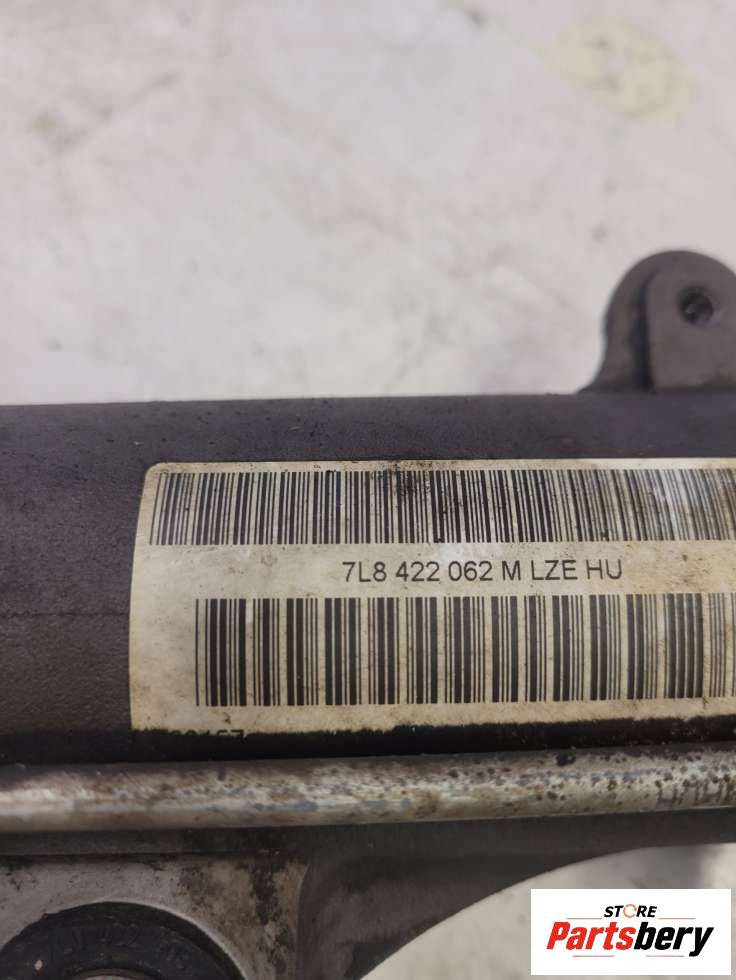 7L8 422 062 M LZE HU
STORE
Partsbery